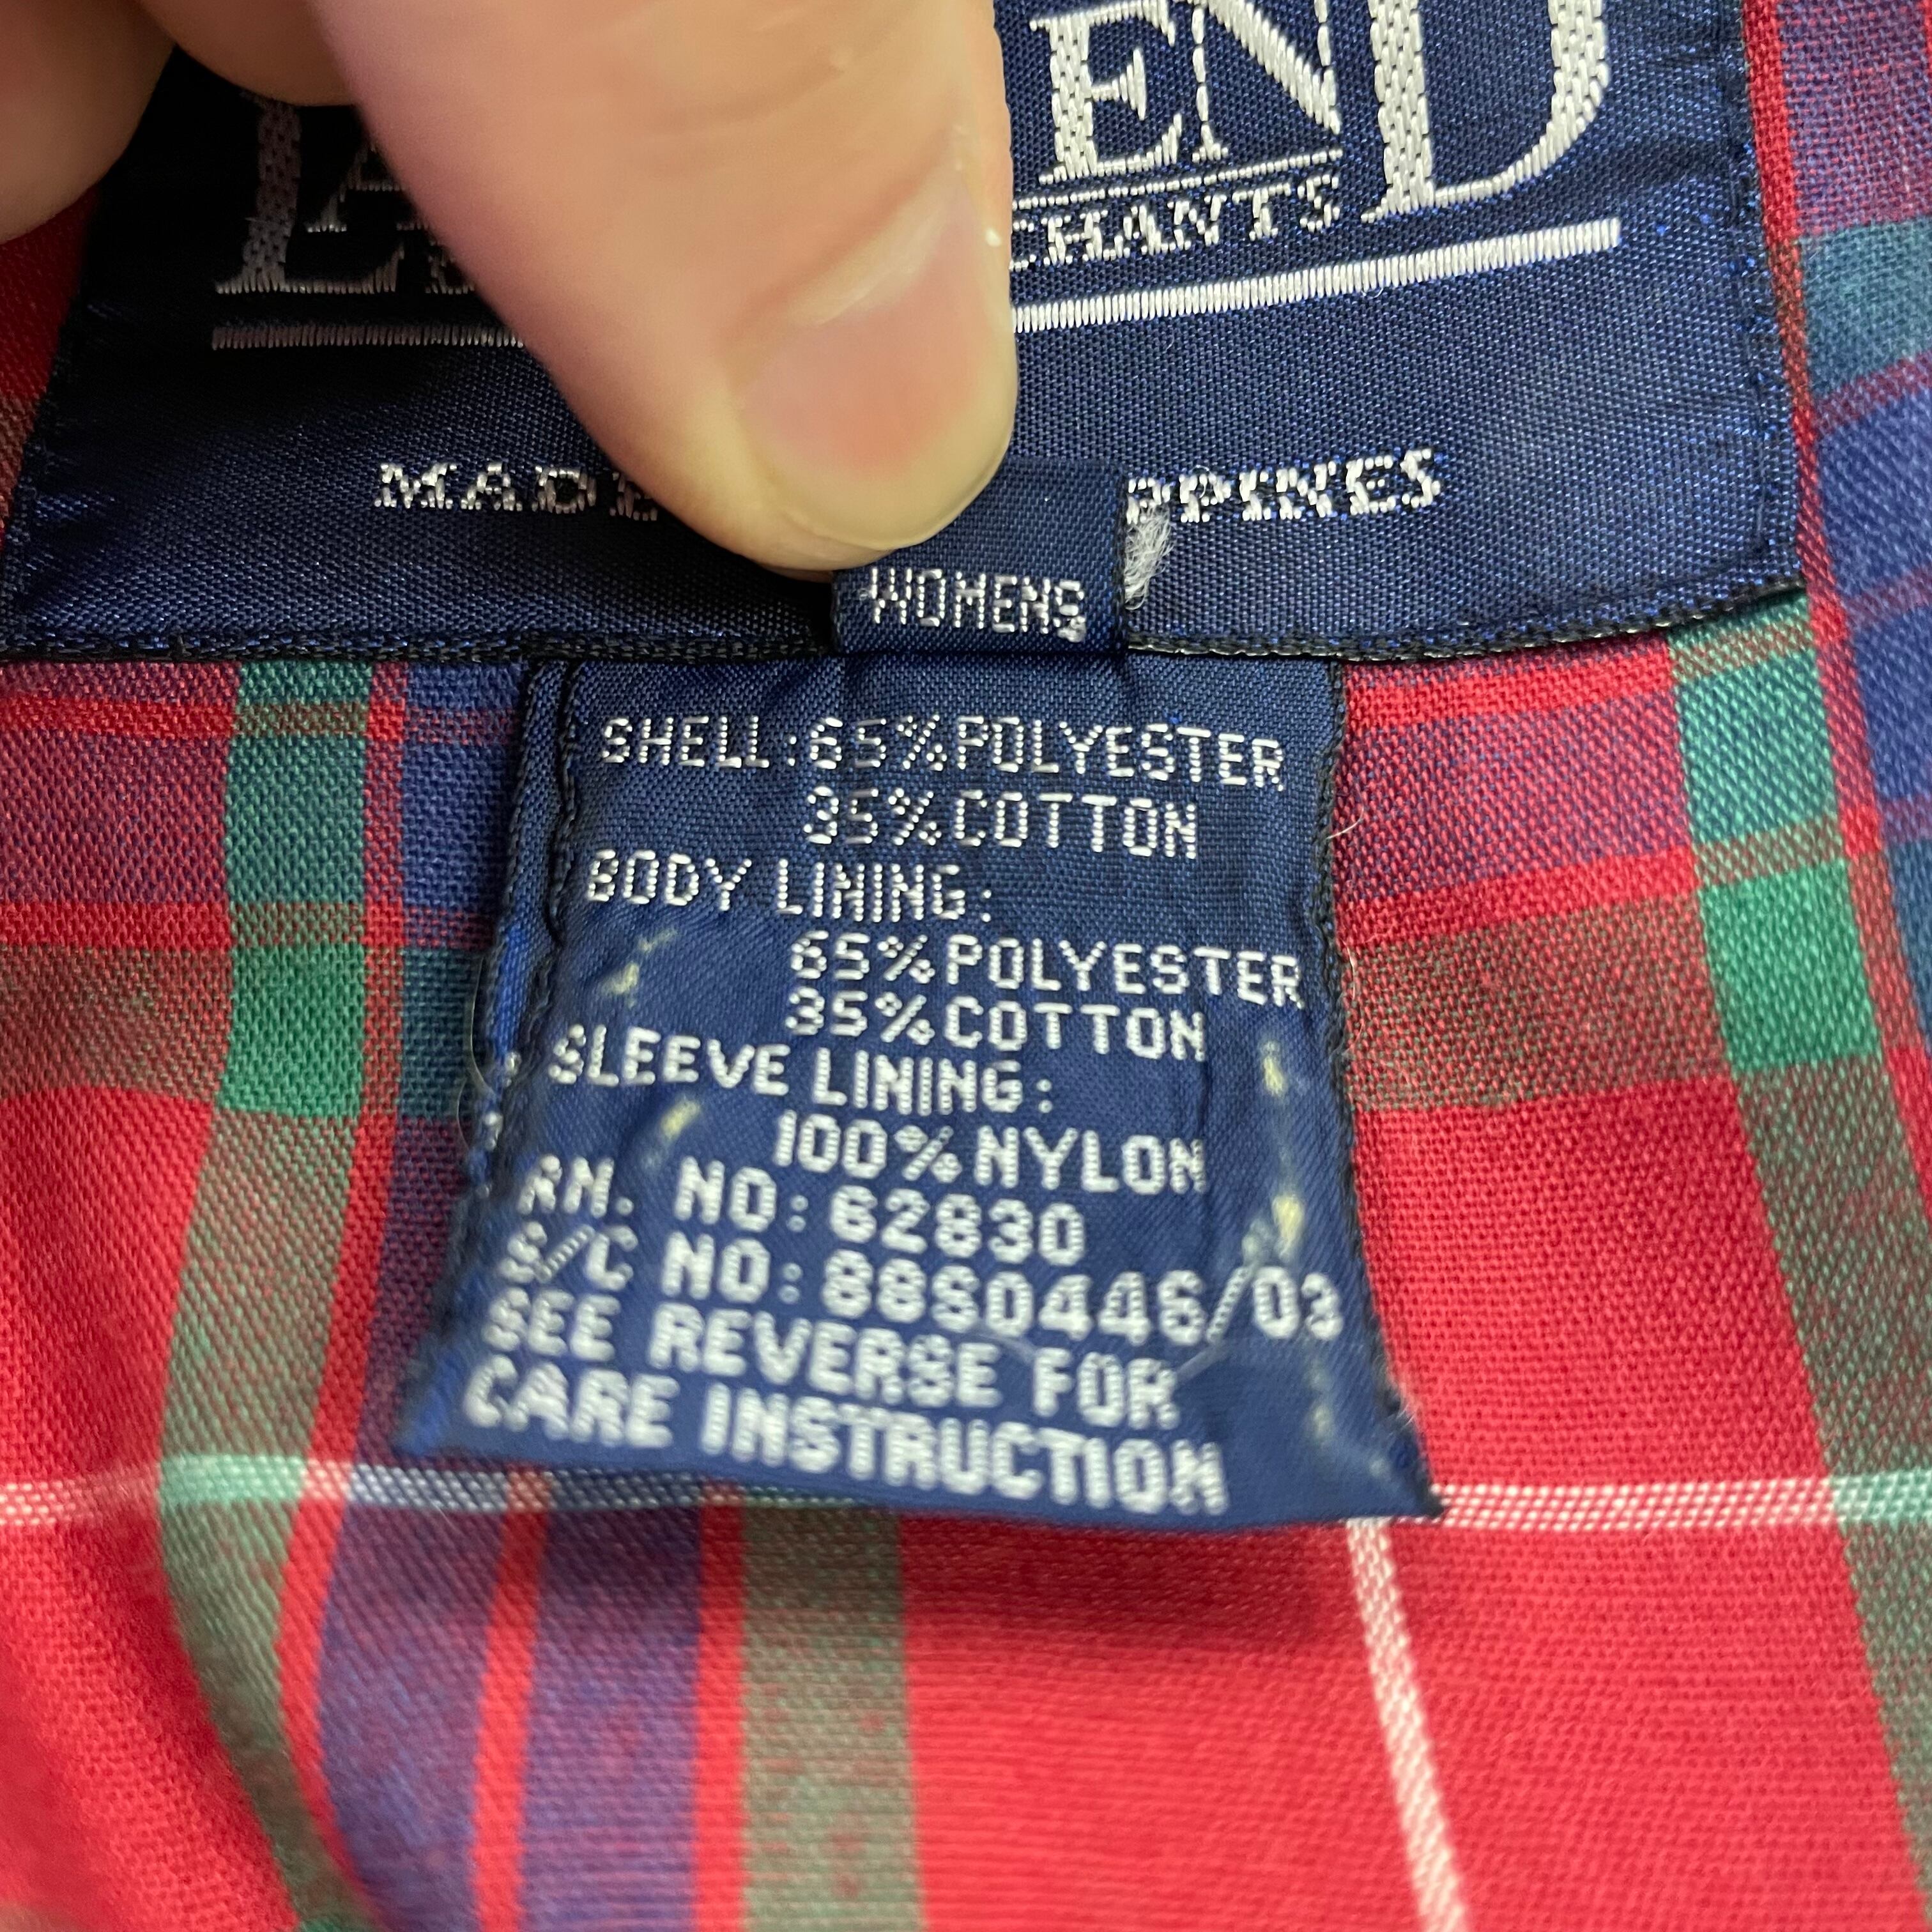 END
CHANTS
MADE PPINES
WOMENS
SHELL:65%POLYESTER
35%COTTON
BODY LINING:
65%POLYESTER
35%COTTON
SLEEVE LINING:
100%NYLON
RN. NO:62830
S/C NO:88S0446/03
SEE REVERSE FOR
CARE INSTRUCTION